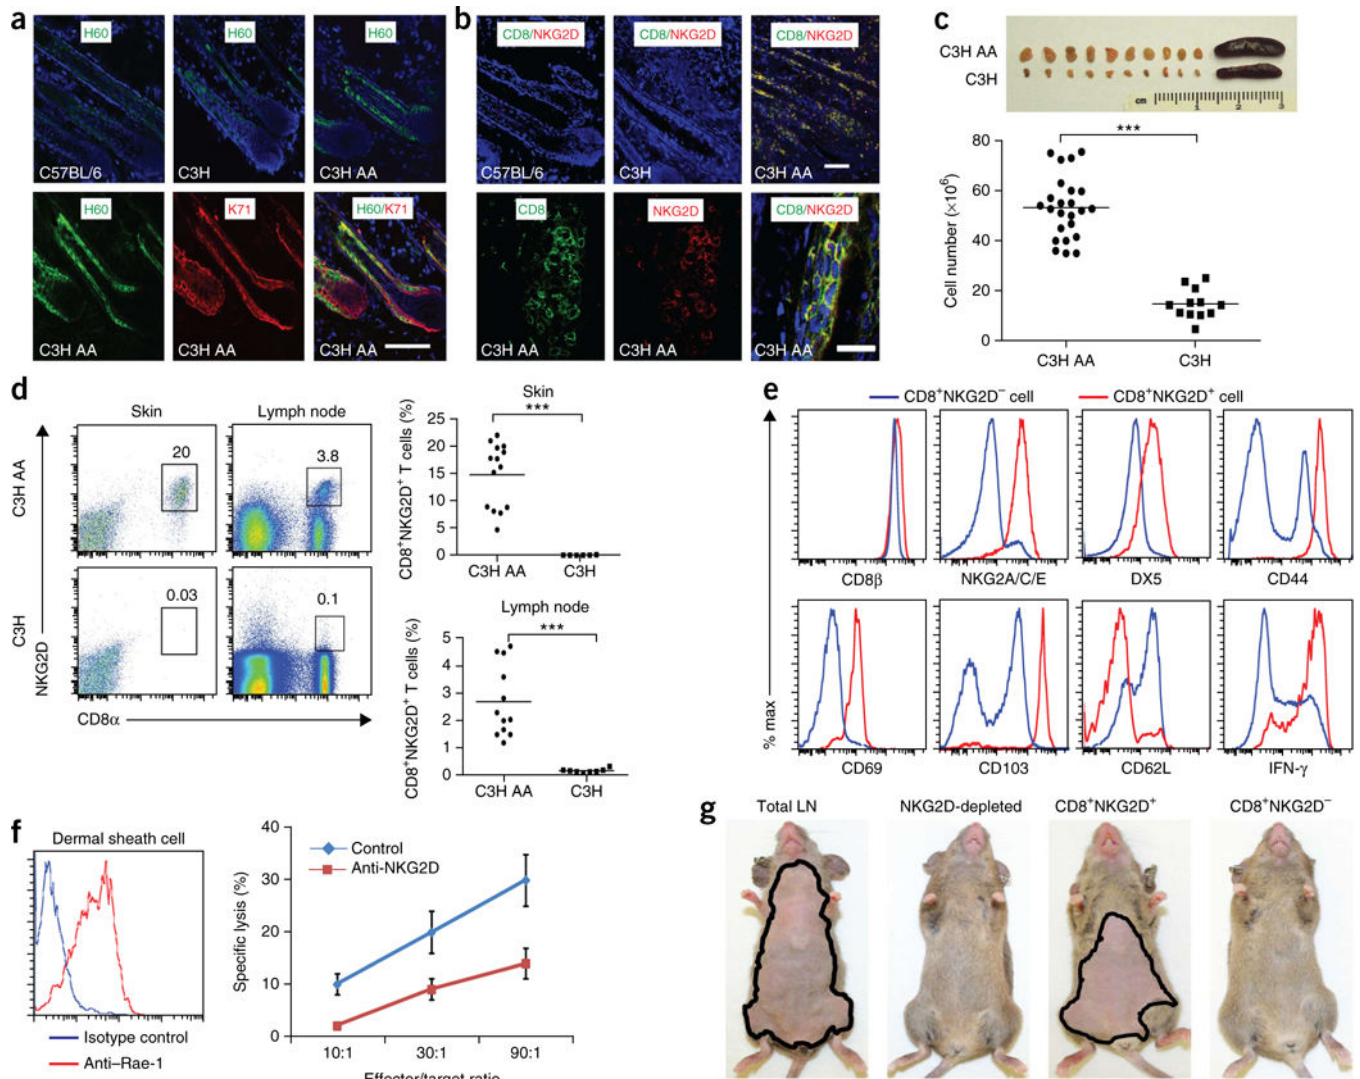 a
H60
H60
H60
C57BL/6
C3H
C3H AA
H60
K71
H60/K71
C3H AA
C3H AA
C3H AA
b
CD8/NKG2D
CD8/NKG2D
CD8/NKG2D
C57BL/6
C3H
C3H AA
CD8
NKG2D
CD8/NKG2D
C3H AA
C3H AA
C3H AA
c
C3H AA
C3H
cm 1 2 3
***
80
60
40
20
0
Cell number (×10⁶)
C3H AA
C3H
d
Skin
Lymph node
C3H AA
20
3.8
C3H
0.03
0.1
NKG2D
CD8α
Skin
***
25
20
15
10
5
0
CD8⁺NKG2D⁺ T cells (%)
C3H AA
C3H
Lymph node
***
5
4
3
2
1
0
CD8⁺NKG2D⁺ T cells (%)
C3H AA
C3H
e
CD8⁺NKG2D⁻ cell
CD8⁺NKG2D⁺ cell
CD8β
NKG2A/C/E
DX5
CD44
% max
CD69
CD103
CD62L
IFN-γ
f
Dermal sheath cell
Isotype control
Anti–Rae-1
40
30
20
10
0
Specific lysis (%)
Control
Anti-NKG2D
10:1
30:1
90:1
Effector/target ratio
g
Total LN
NKG2D-depleted
CD8⁺NKG2D⁺
CD8⁺NKG2D⁻